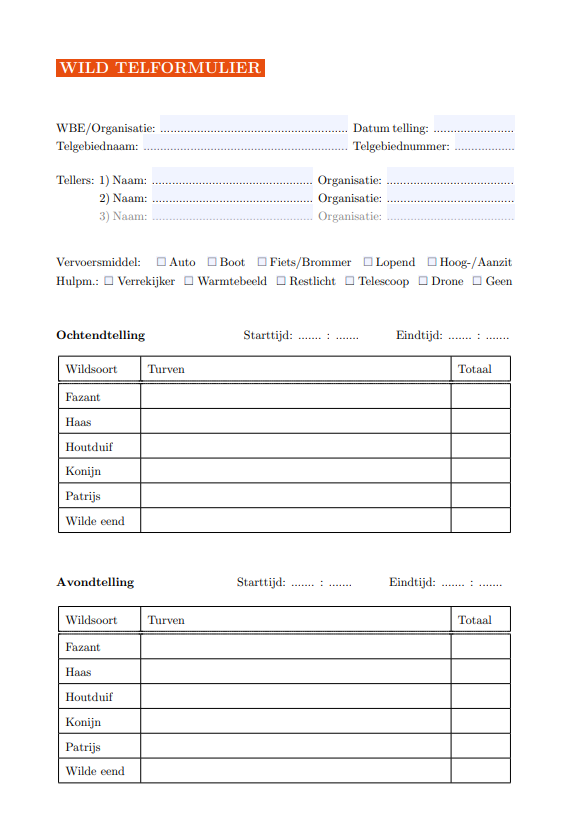 WILD TELFORMULIER
WBE/Organisatie: ................................................ Datum telling: .....................
Telgebiednaam: ..................................................... Telgebiednummer: ................
Tellers: 1) Naam: .......................................... Organisatie: .................................
2) Naam: .......................................... Organisatie: .................................
3) Naam: .......................................... Organisatie: .................................
Vervoersmiddel: ☐ Auto ☐ Boot ☐ Fiets/Brommer ☐ Lopend ☐ Hoog-/Aanzit
Hulpm.: ☐ Verrekijker ☐ Warmtebeeld ☐ Restlicht ☐ Telescoop ☐ Drone ☐ Geen
Ochtendtelling Starttijd: ....... : ....... Eindtijd: ....... : .......
Wildsoort Turven Totaal
Fazant
Haas
Houtduif
Konijn
Patrijs
Wilde eend
Avondtelling Starttijd: ....... : ....... Eindtijd: ....... : .......
Wildsoort Turven Totaal
Fazant
Haas
Houtduif
Konijn
Patrijs
Wilde eend